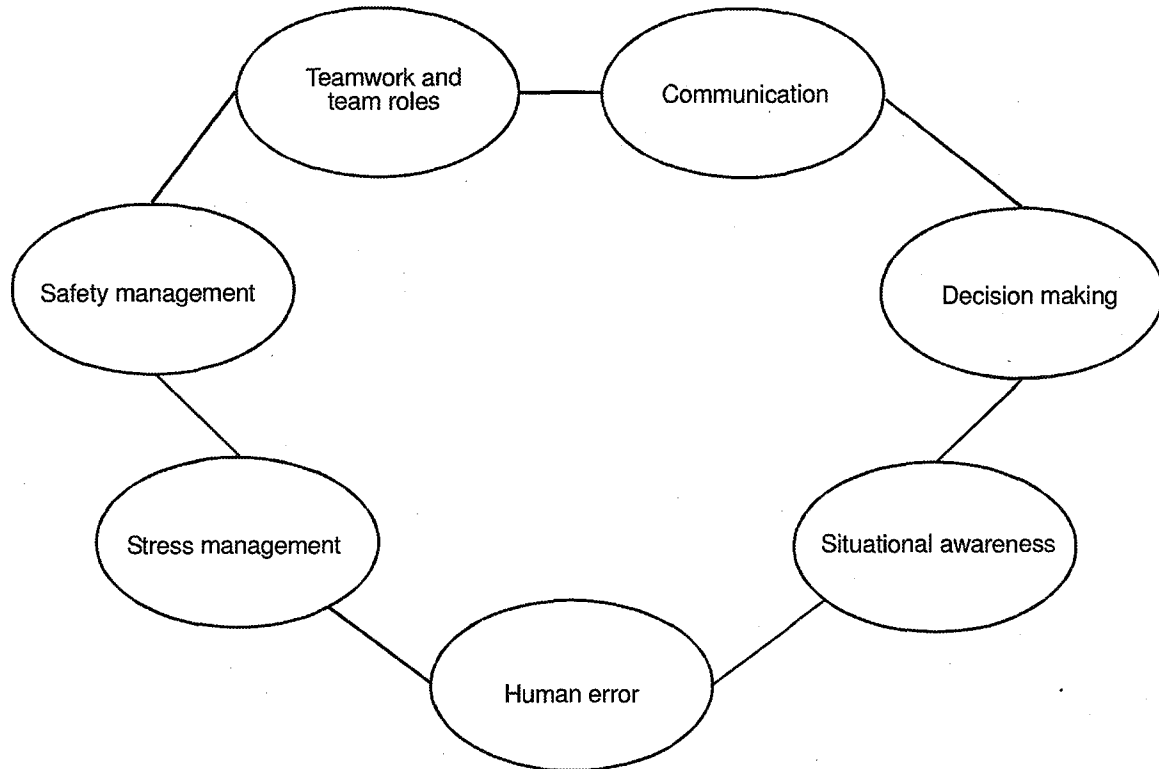 Teamwork and
team roles
Communication
Safety management
Decision making
Stress management
Situational awareness
Human error